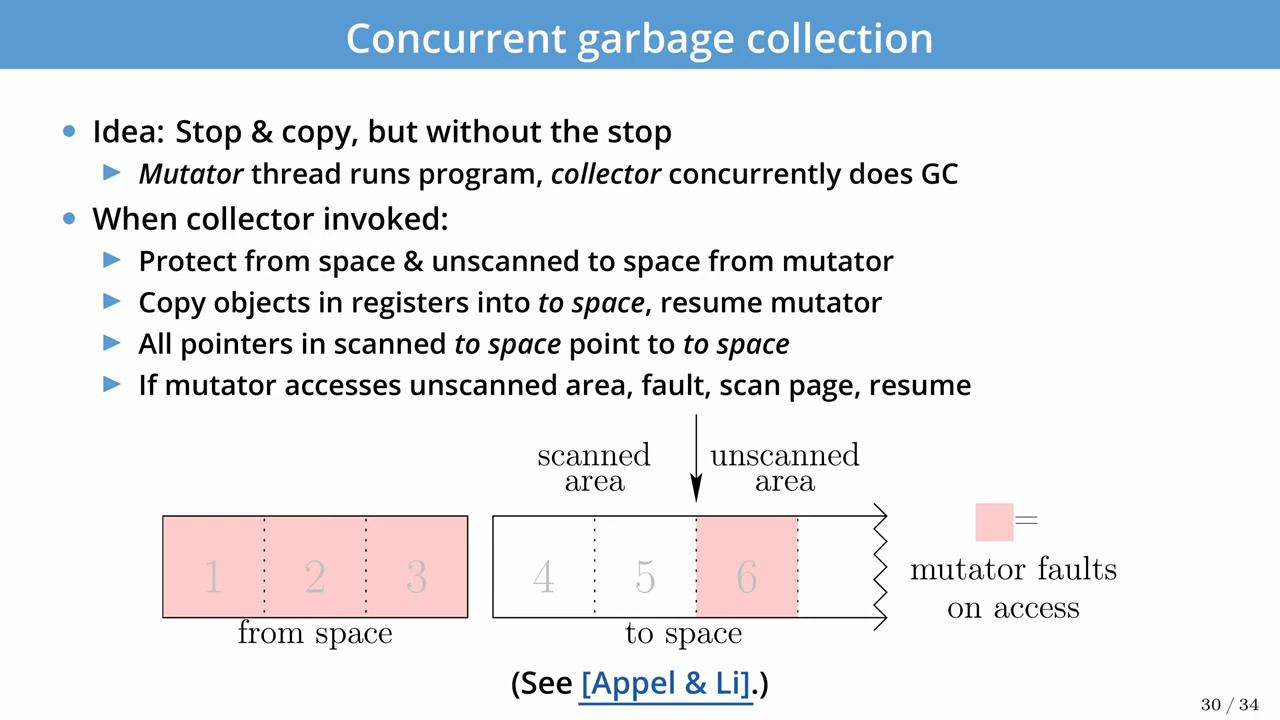 Concurrent garbage collection
• Idea: Stop & copy, but without the stop
▶ Mutator thread runs program, collector concurrently does GC
• When collector invoked:
▶ Protect from space & unscanned to space from mutator
▶ Copy objects in registers into to space, resume mutator
▶ All pointers in scanned to space point to to space
▶ If mutator accesses unscanned area, fault, scan page, resume
scanned
area
unscanned
area
1 2 3
4 5 6
from space
to space
=
mutator faults
on access
(See [Appel & Li].)
30 / 34